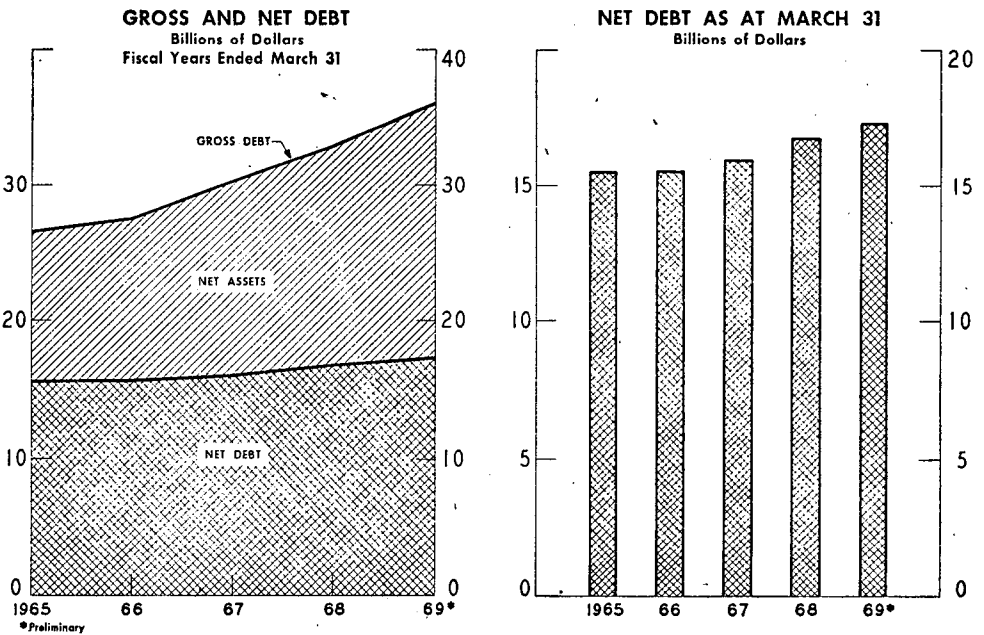 GROSS AND NET DEBT
Billions of Dollars
Fiscal Years Ended March 31
40
30
30
20
20
10
10
0
0
GROSS DEBT
NET ASSETS
NET DEBT
1965 66 67 68 69*
*Preliminary
NET DEBT AS AT MARCH 31
Billions of Dollars
20
15
15
10
10
5
5
0
0
1965 66 67 68 69*